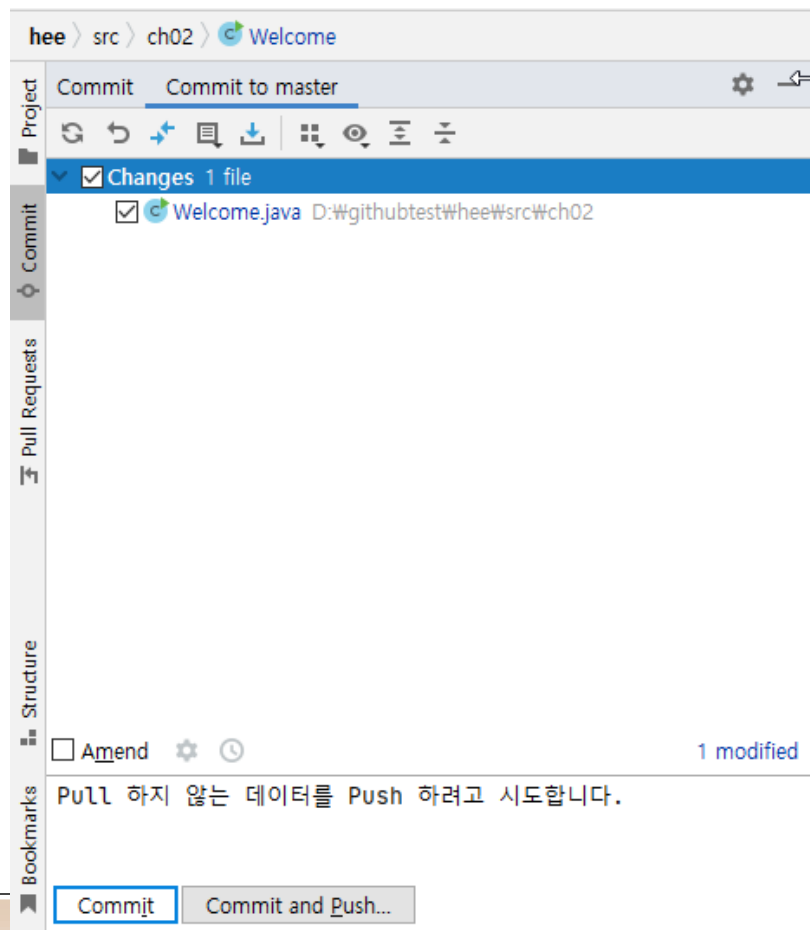 hee 〉 src 〉 ch02 〉 Welcome
Project
Commit
Pull Requests
Structure
Bookmarks
Commit Commit to master
Changes 1 file
Welcome.java D:₩githubtest₩hee₩src₩ch02
Amend
1 modified
Pull 하지 않는 데이터를 Push 하려고 시도합니다.
Commit Commit and Push...